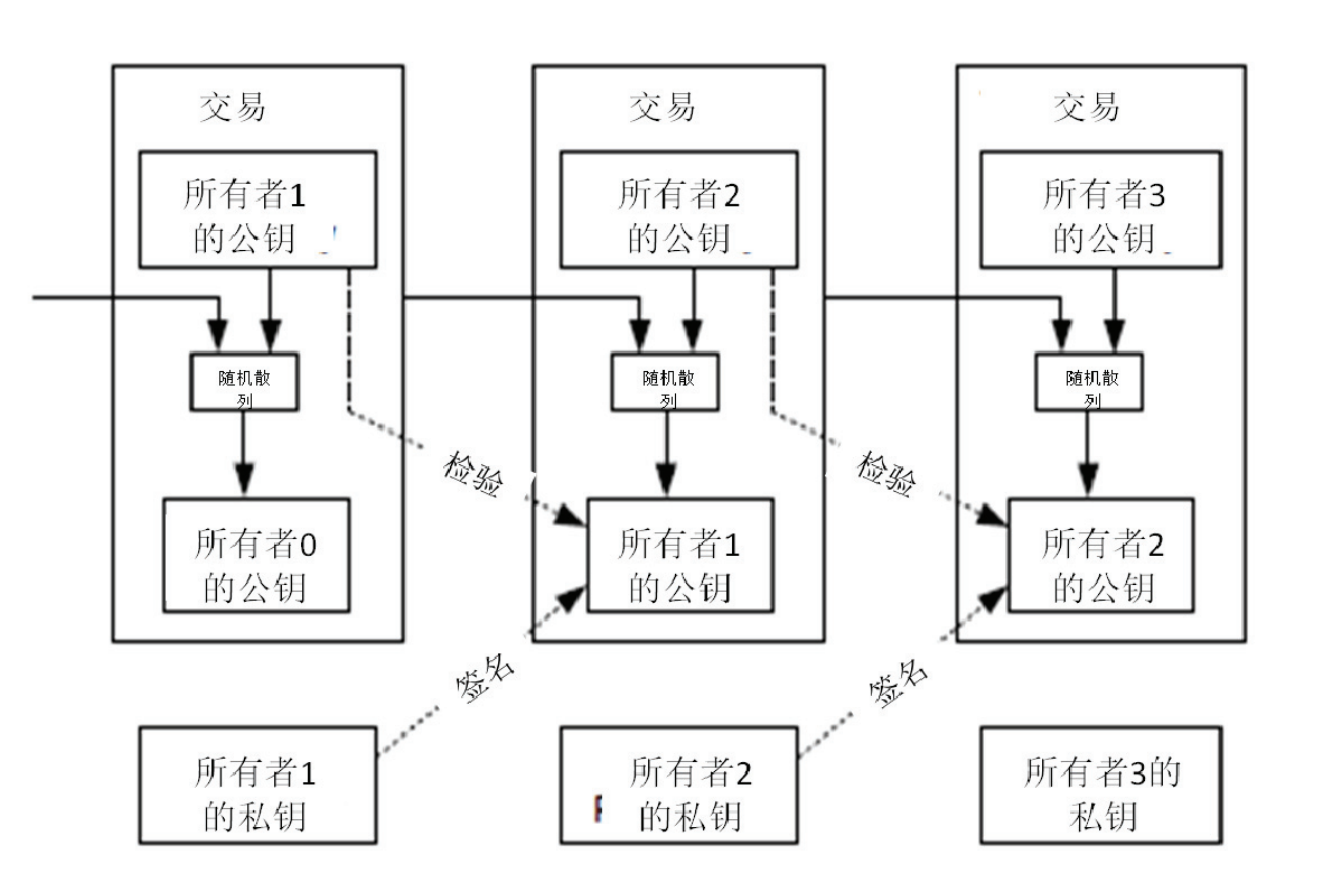 交易
所有者1
的公钥
随机散
列
所有者0
的公钥
交易
所有者2
的公钥
随机散
列
所有者1
的公钥
交易
所有者3
的公钥
随机散
列
所有者2
的公钥
检验
检验
签名
签名
所有者1
的私钥
所有者2
的私钥
所有者3的
私钥